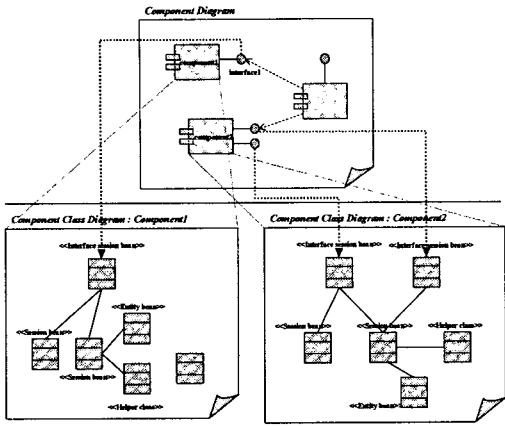 Component Diagram
component1
interface1
component2
Component Class Diagram : Component1
Component Class Diagram : Component2
<<Interface session bean>>
<<Interface session bean>>
<<Interface session bean>>
<<Entity bean>>
<<Session bean>>
<<Session bean>>
<<Helper class>>
<<Session bean>>
<<Session bean>>
<<Helper class>>
<<Entity bean>>